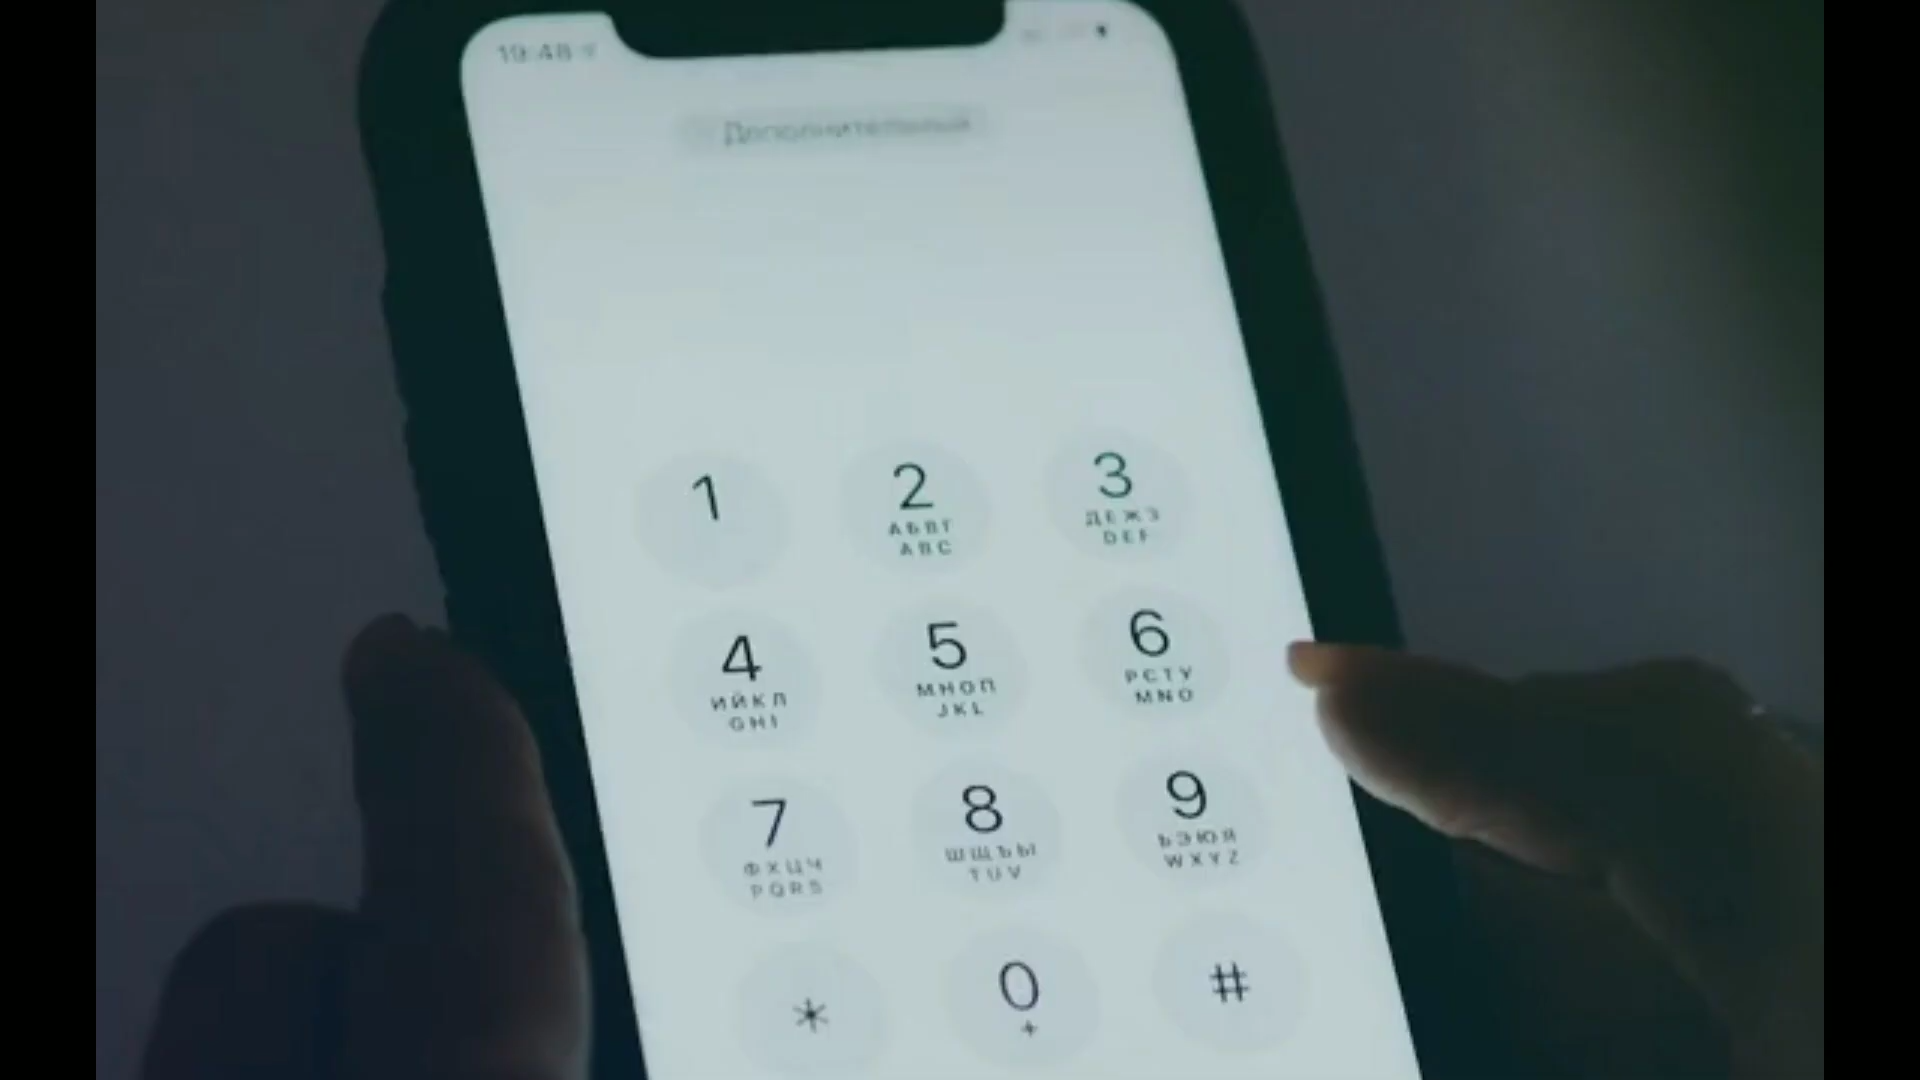 19:48
Дополнительный
1
2
АБВГ
ABC
3
ДЕЖЗ
DEF
4
ИЙКЛ
GHI
5
МНОП
JKL
6
РСТУ
MNO
7
ФХЦЧ
PQRS
8
ШЩЪЫ
TUV
9
ЬЭЮЯ
WXYZ
*
0
+
#